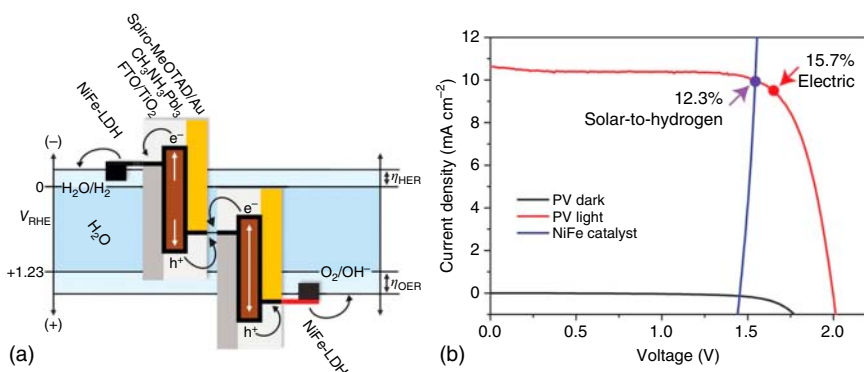 (a)
NiFe-LDH
FTO/TiO₂
CH₃NH₃PbI₃
Spiro-MeOTAD/Au
(−)
e⁻
0
H₂O/H₂
ηHER
VRHE
H₂O
e⁻
h⁺
+1.23
O₂/OH⁻
ηOER
(+)
h⁺
NiFe-LDH
(b)
Current density (mA cm⁻²)
12
10
8
6
4
2
0
15.7%
Electric
12.3%
Solar-to-hydrogen
PV dark
PV light
NiFe catalyst
0.0
0.5
1.0
1.5
2.0
Voltage (V)